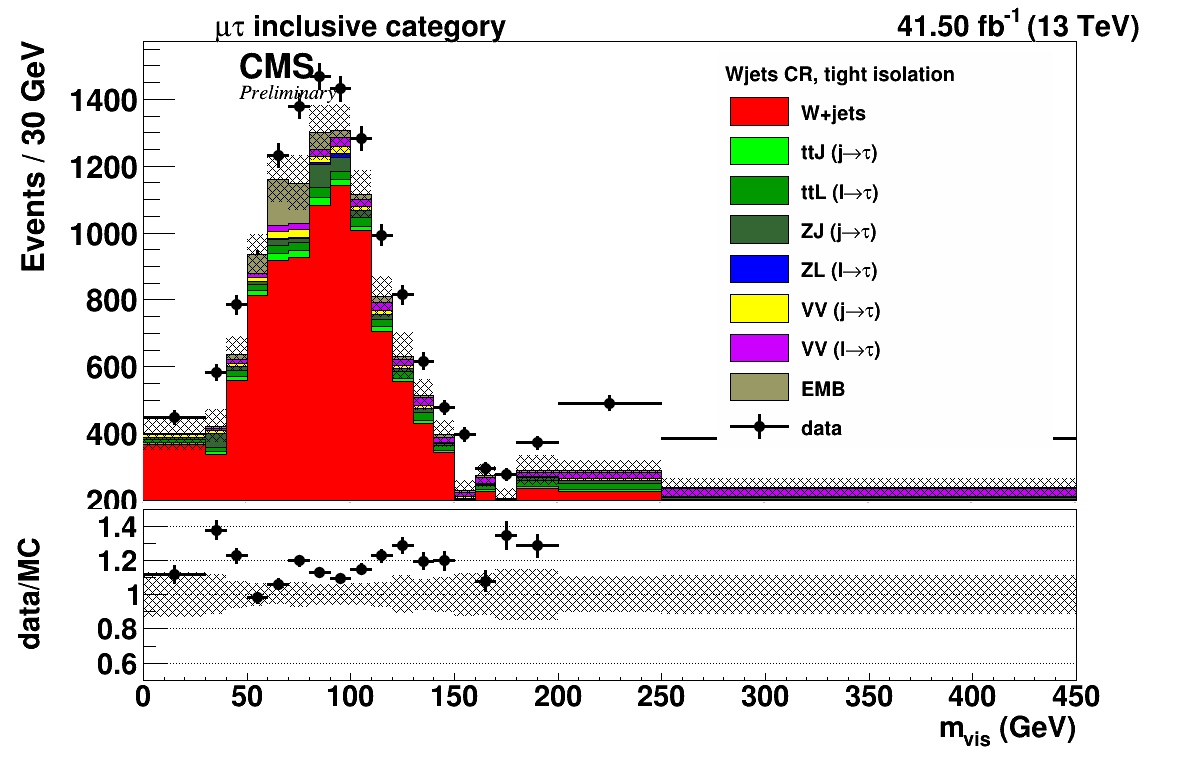 μτ inclusive category
41.50 fb-1 (13 TeV)
CMS
Preliminary
Events / 30 GeV
1400
1200
1000
800
600
400
200
Wjets CR, tight isolation
W+jets
ttJ (j→τ)
ttL (l→τ)
ZJ (j→τ)
ZL (l→τ)
VV (j→τ)
VV (l→τ)
EMB
data
data/MC
1.4
1.2
1
0.8
0.6
0 50 100 150 200 250 300 350 400 450
mvis (GeV)